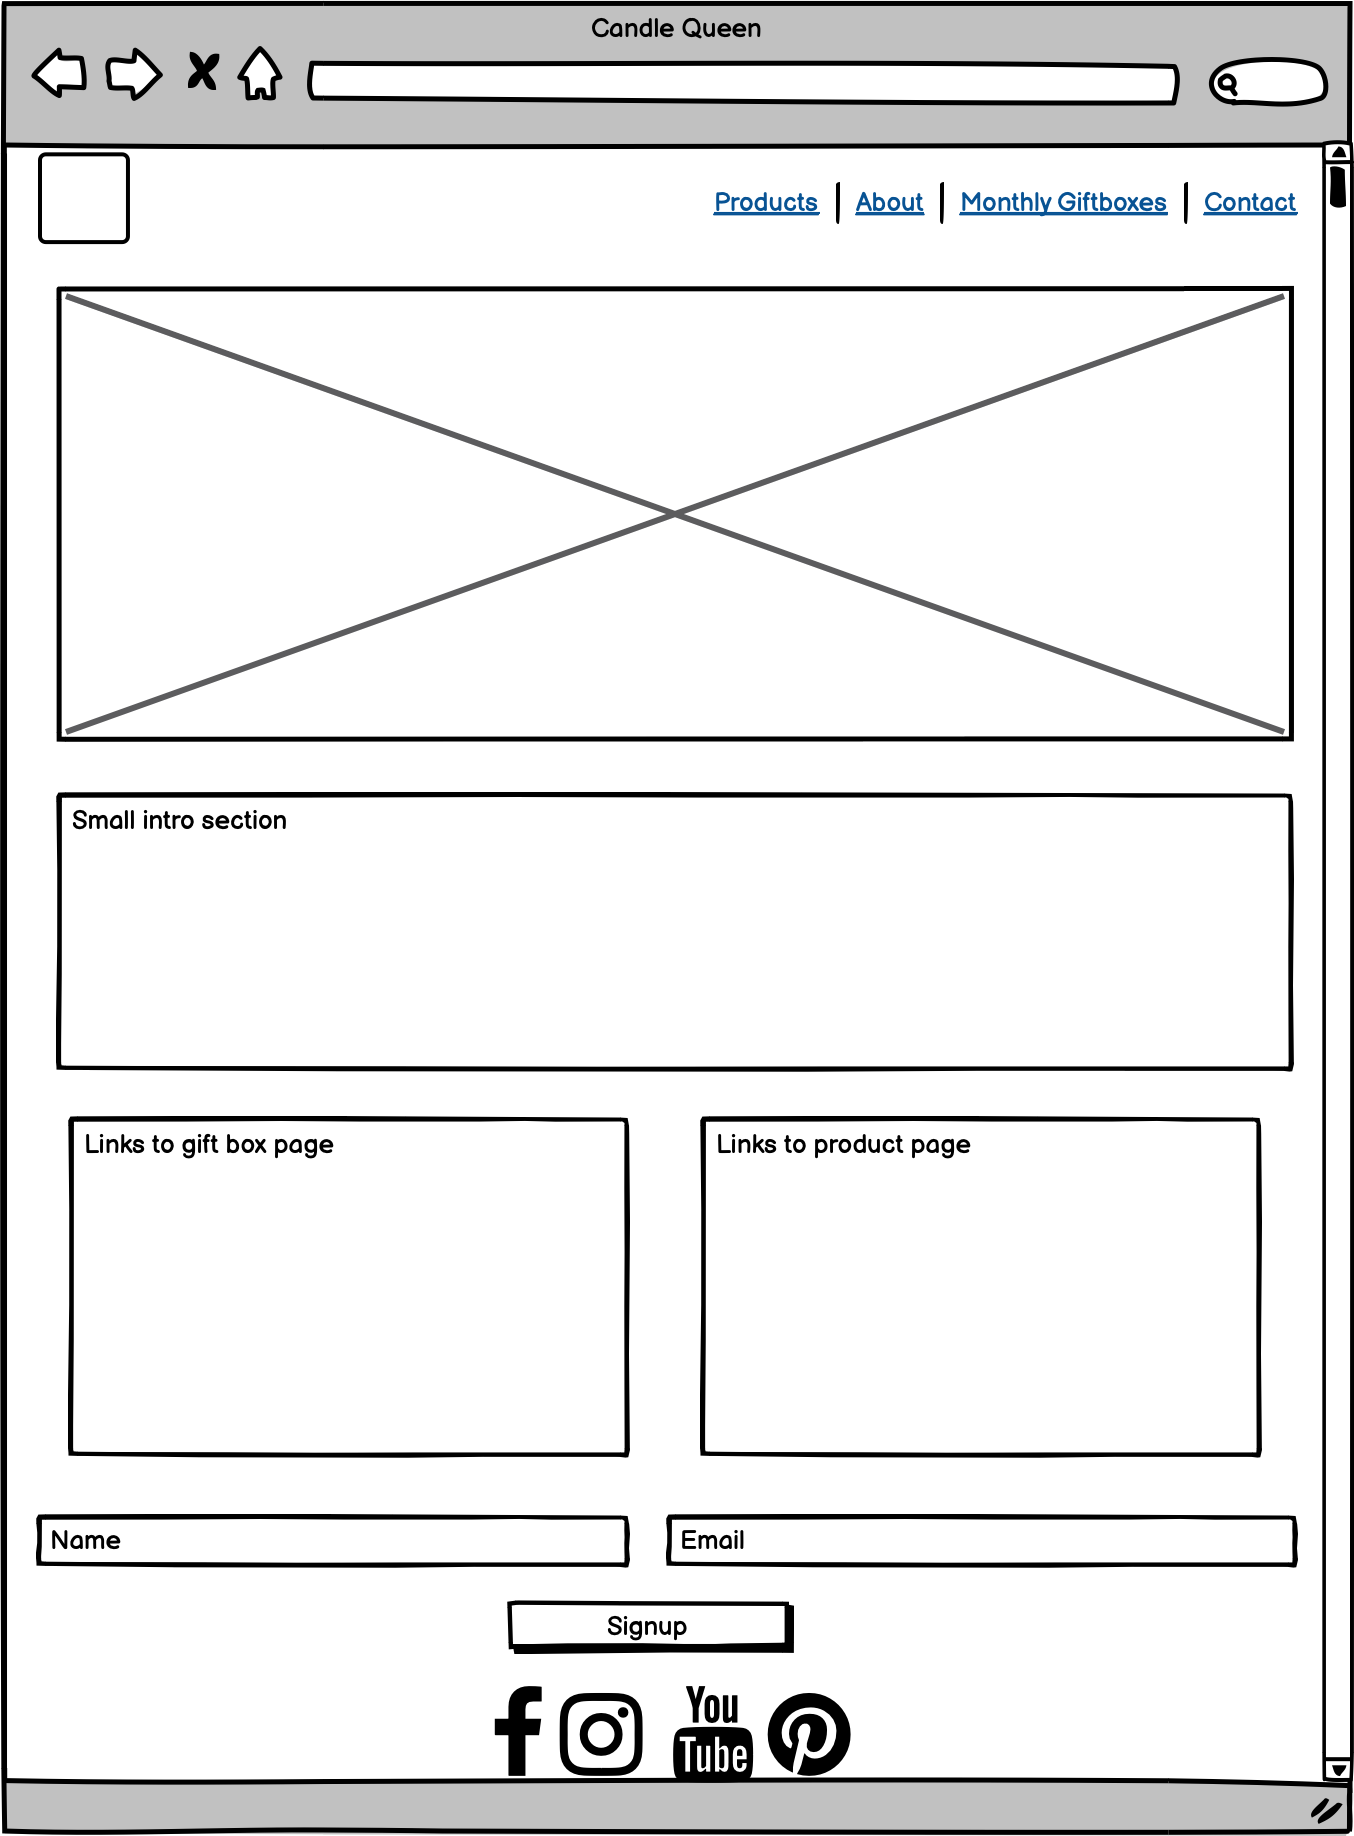 Candle Queen
Products About Monthly Giftboxes Contact
Small intro section
Links to gift box page
Links to product page
Name
Email
Signup
You
Tube